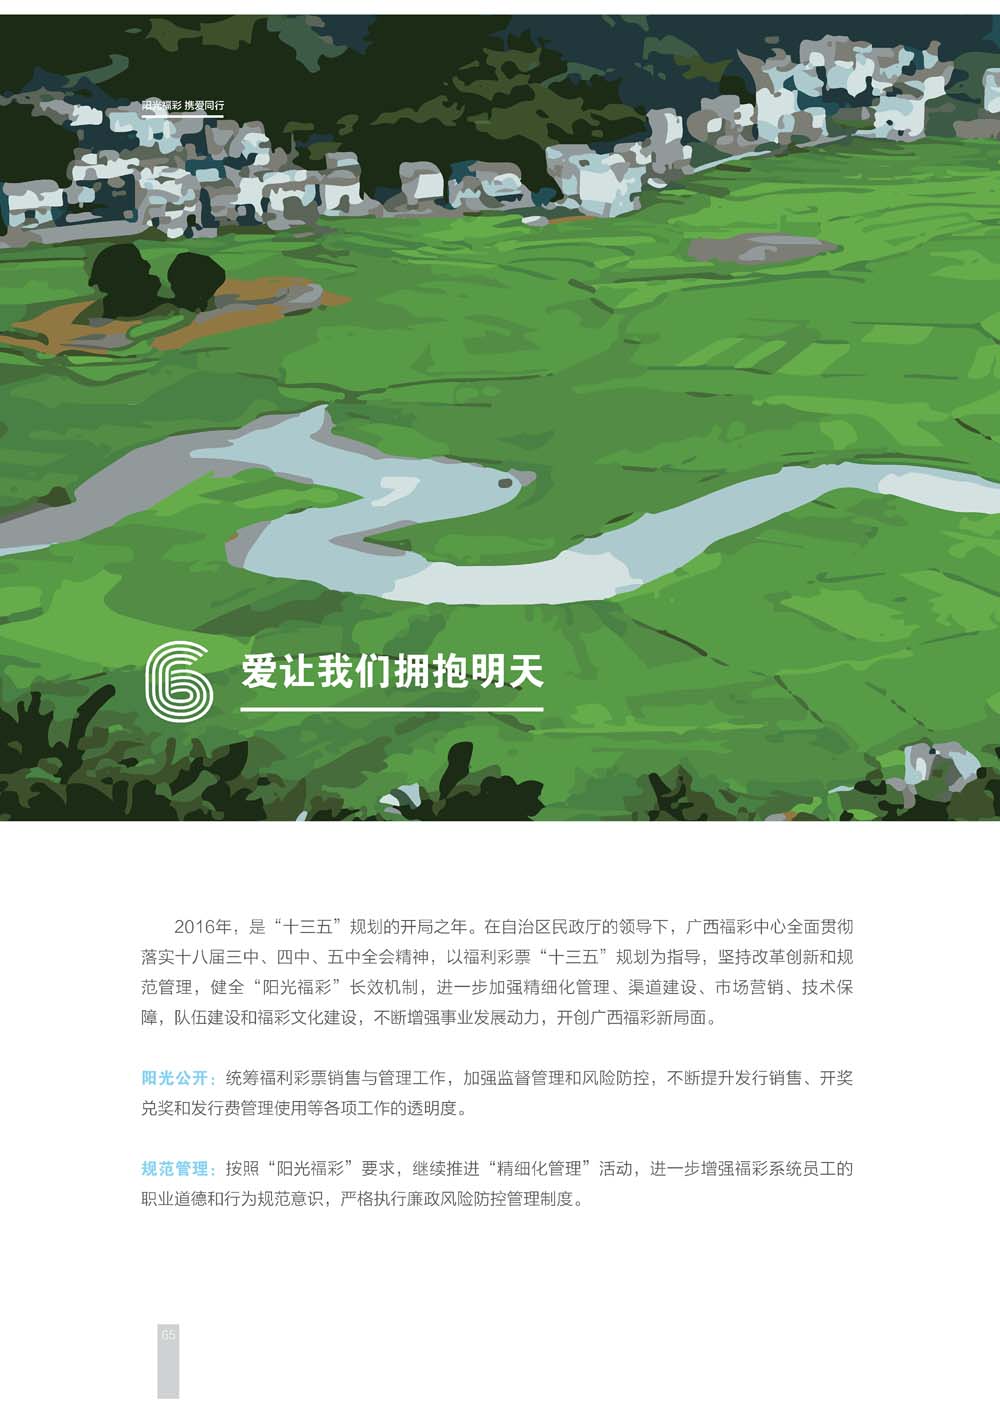 阳光福彩 携爱同行
6 爱让我们拥抱明天
2016年，是“十三五”规划的开局之年。在自治区民政厅的领导下，广西福彩中心全面贯彻
落实十八届三中、四中、五中全会精神，以福利彩票“十三五”规划为指导，坚持改革创新和规
范管理，健全“阳光福彩”长效机制，进一步加强精细化管理、渠道建设、市场营销、技术保
障，队伍建设和福彩文化建设，不断增强事业发展动力，开创广西福彩新局面。
阳光公开：统筹福利彩票销售与管理工作，加强监督管理和风险防控，不断提升发行销售、开奖
兑奖和发行费管理使用等各项工作的透明度。
规范管理：按照“阳光福彩”要求，继续推进“精细化管理”活动，进一步增强福彩系统员工的
职业道德和行为规范意识，严格执行廉政风险防控管理制度。
65